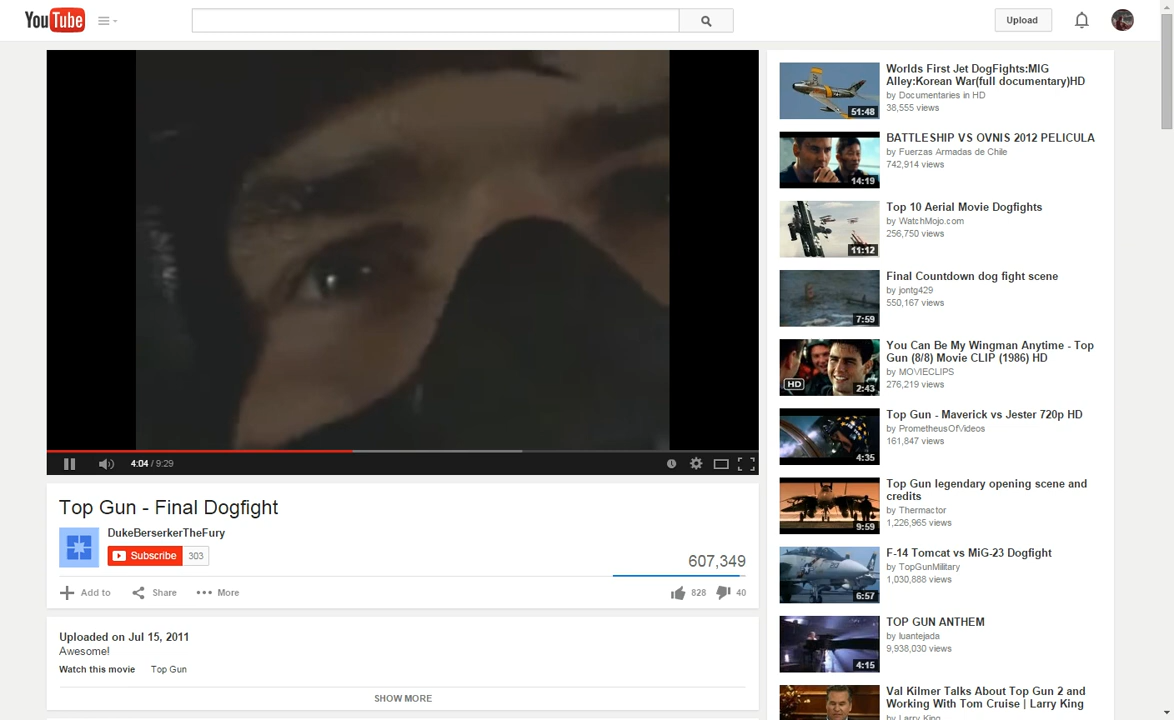 YouTube
Upload
4:04 / 9:29
Top Gun - Final Dogfight
DukeBerserkerTheFury
Subscribe 303
607,349
Add to Share More 828 40
Uploaded on Jul 15, 2011
Awesome!
Watch this movie Top Gun
SHOW MORE
51:48
Worlds First Jet DogFights:MIG
Alley:Korean War(full documentary)HD
by Documentaries in HD
38,555 views
14:19
BATTLESHIP VS OVNIS 2012 PELICULA
by Fuerzas Armadas de Chile
742,914 views
11:12
Top 10 Aerial Movie Dogfights
by WatchMojo.com
256,750 views
7:59
Final Countdown dog fight scene
by jontg429
550,167 views
HD 2:43
You Can Be My Wingman Anytime - Top
Gun (8/8) Movie CLIP (1986) HD
by MOVIECLIPS
276,219 views
4:35
Top Gun - Maverick vs Jester 720p HD
by PrometheusOfVideos
161,847 views
9:59
Top Gun legendary opening scene and
credits
by Thermactor
1,226,965 views
6:57
F-14 Tomcat vs MiG-23 Dogfight
by TopGunMilitary
1,030,888 views
4:15
TOP GUN ANTHEM
by luantejada
9,938,030 views
Val Kilmer Talks About Top Gun 2 and
Working With Tom Cruise | Larry King
by Larry King